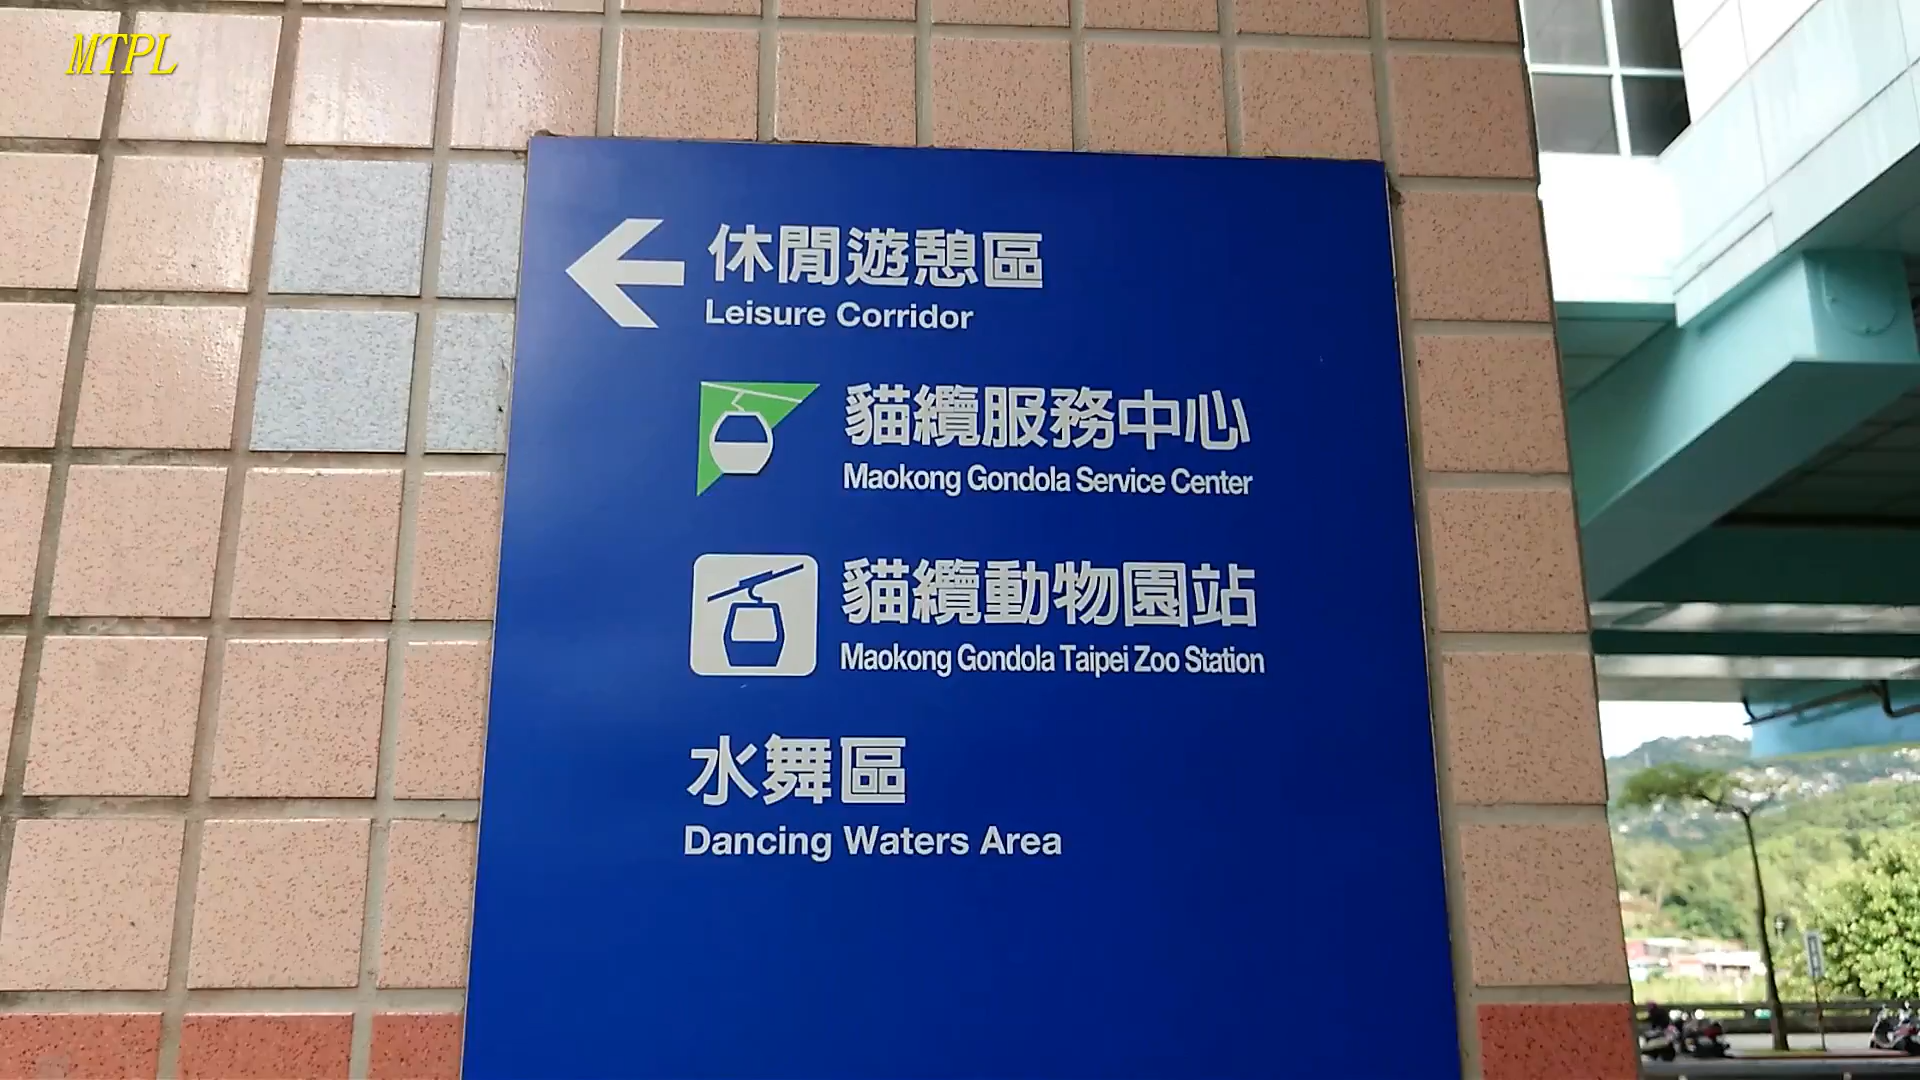 MTPL
休閒遊憩區
Leisure Corridor
貓纜服務中心
Maokong Gondola Service Center
貓纜動物園站
Maokong Gondola Taipei Zoo Station
水舞區
Dancing Waters Area